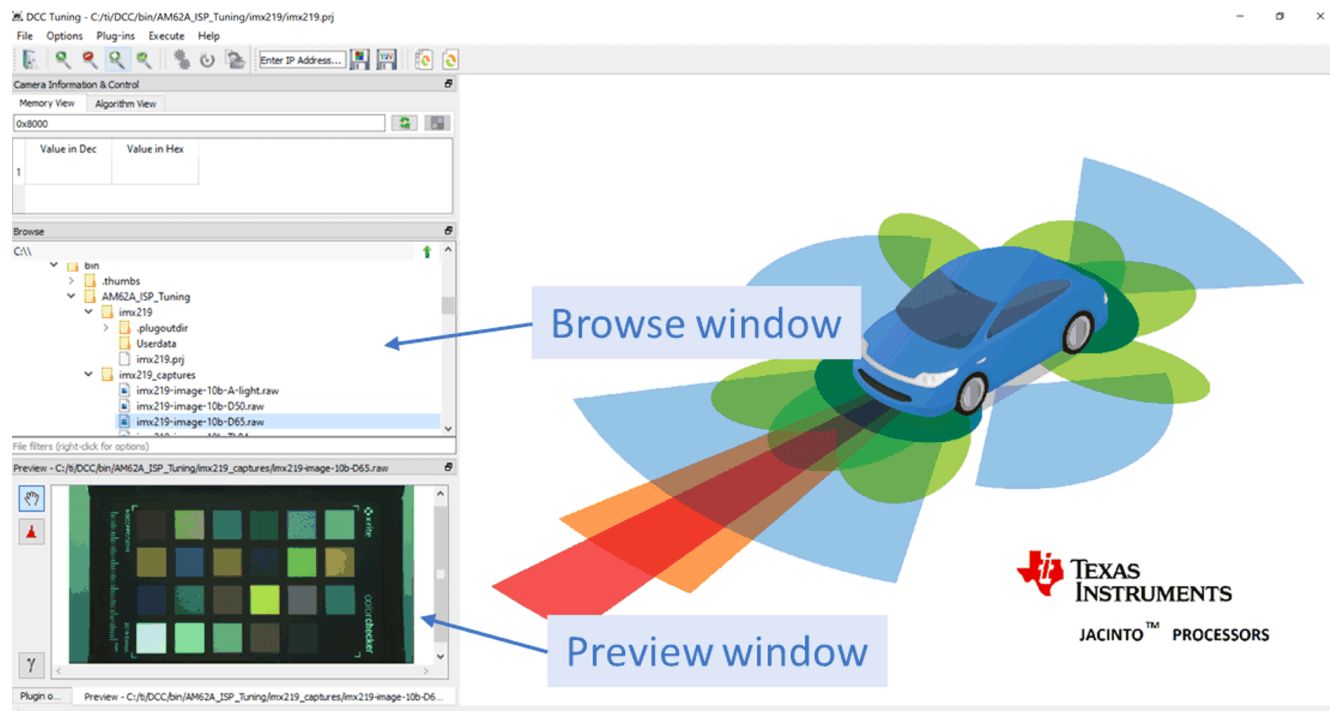 DCC Tuning - C:/ti/DCC/bin/AM62A_ISP_Tuning/imx219/imx219.prj
File Options Plug-ins Execute Help
Enter IP Address...
YUV
Camera Information & Control
Memory View Algorithm View
0x8000
Value in Dec Value in Hex
1
Browse
C:\\
bin
.thumbs
AM62A_ISP_Tuning
imx219
.plugoutdir
Userdata
imx219.prj
imx219_captures
imx219-image-10b-A-light.raw
imx219-image-10b-D50.raw
imx219-image-10b-D65.raw
File filters (right-click for options)
Preview - C:/ti/DCC/bin/AM62A_ISP_Tuning/imx219_captures/imx219-image-10b-D65.raw
x-rite
colorchecker
γ
Plugin o... Preview - C:/ti/DCC/bin/AM62A_ISP_Tuning/imx219_captures/imx219-image-10b-D6...
Browse window
Preview window
TEXAS
INSTRUMENTS
JACINTO™ PROCESSORS